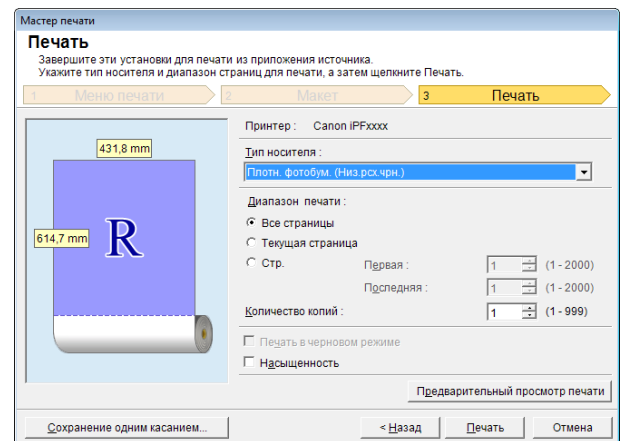 Мастер печати
Печать
Завершите эти установки для печати из приложения источника.
Укажите тип носителя и диапазон страниц для печати, а затем щелкните Печать.
1 Меню печати 2 Макет 3 Печать
Принтер : Canon iPFxxxx
Тип носителя :
Плотн. фотобум. (Низ.рсх.чрн.)
431,8 mm
614,7 mm
R
Диапазон печати :
Все страницы
Текущая страница
Стр. Первая : 1 (1 - 2000)
Последняя : 1 (1 - 2000)
Количество копий : 1 (1 - 999)
Печать в черновом режиме
Насыщенность
Предварительный просмотр печати
Сохранение одним касанием... < Назад Печать Отмена